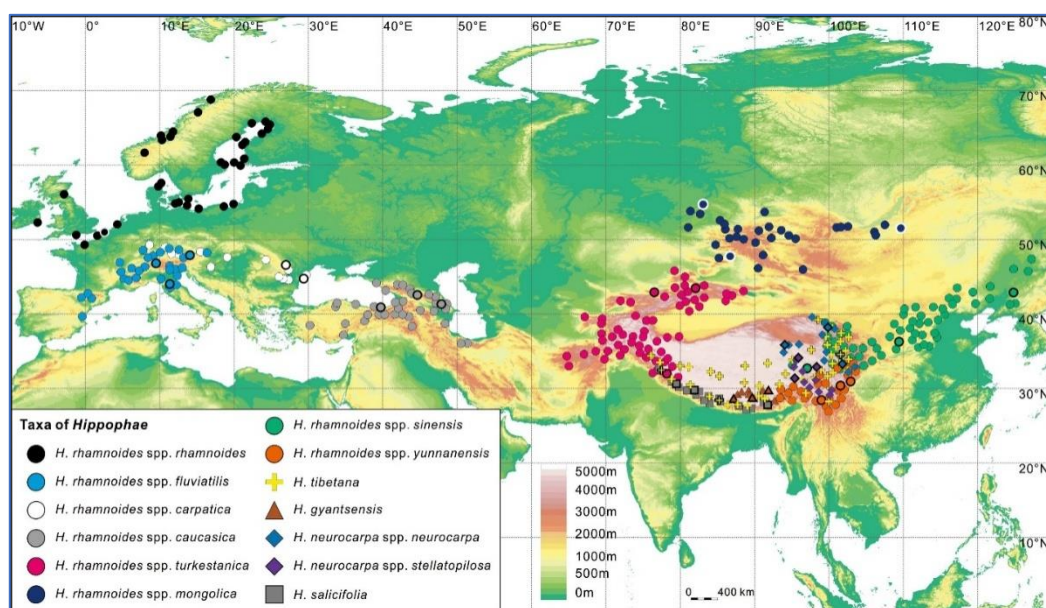 10°W 0° 10°E 20°E 30°E 40°E 50°E 60°E 70°E 80°E 90°E 100°E 110°E 120°E 80°N
70°N
60°N
50°N
40°N
30°N
20°N
10°N
Taxa of Hippophae
H. rhamnoides spp. rhamnoides
H. rhamnoides spp. fluviatilis
H. rhamnoides spp. carpatica
H. rhamnoides spp. caucasica
H. rhamnoides spp. turkestanica
H. rhamnoides spp. mongolica
H. rhamnoides spp. sinensis
H. rhamnoides spp. yunnanensis
H. tibetana
H. gyantsensis
H. neurocarpa spp. neurocarpa
H. neurocarpa spp. stellatopilosa
H. salicifolia
5000m
4000m
3000m
2000m
1000m
500m
0m
0 400 km